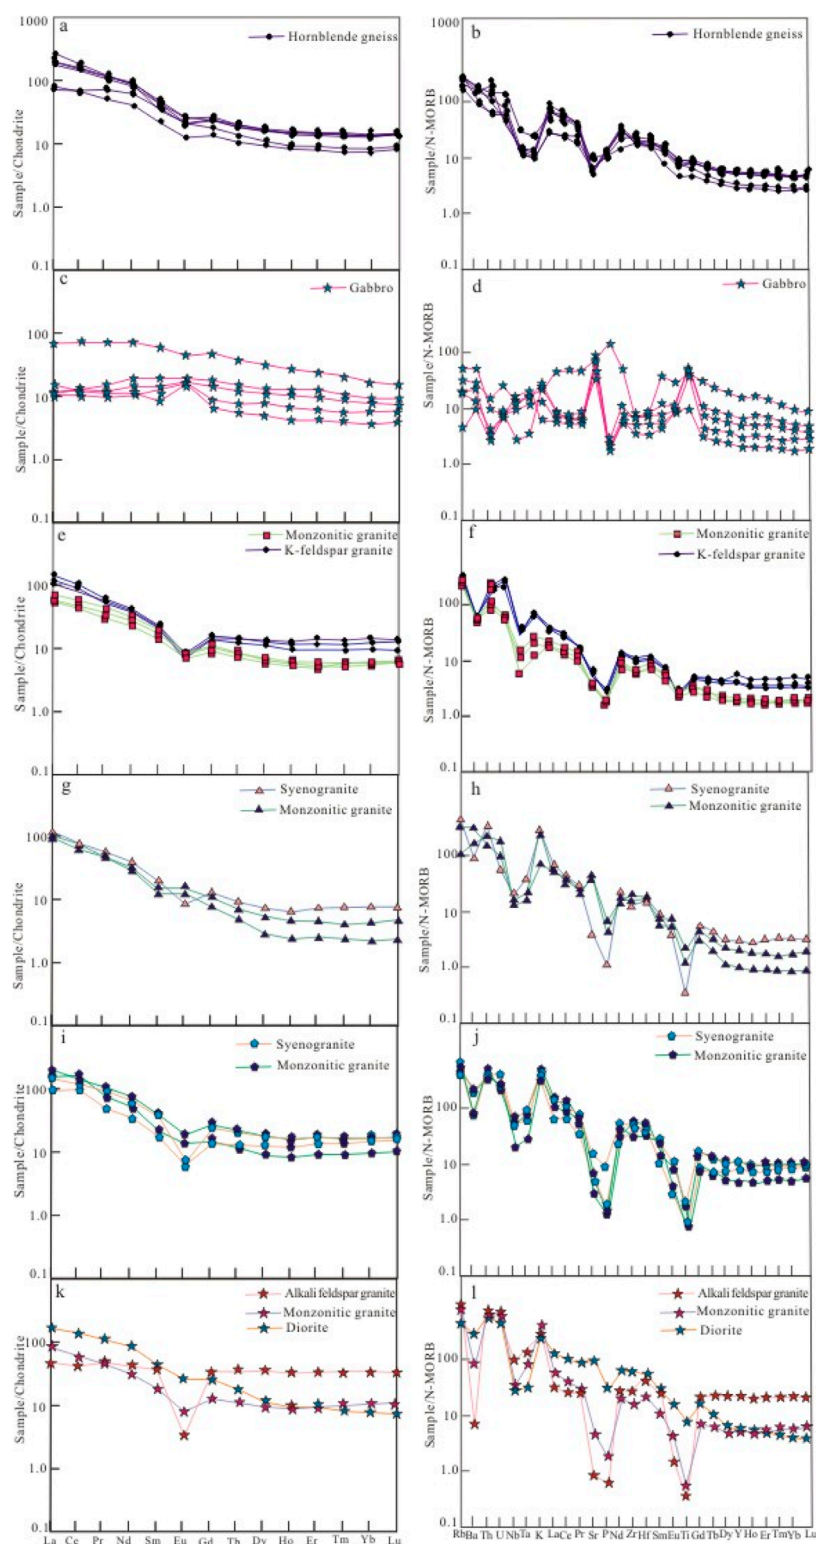 a
Hornblende gneiss
1000
100
10
1.0
0.1
Sample/Chondrite
b
Hornblende gneiss
1000
100
10
1.0
0.1
Sample/N-MORB
c
Gabbro
100
10
1.0
0.1
Sample/Chondrite
d
Gabbro
100
10
1.0
0.1
Sample/N-MORB
e
Monzonitic granite
K-feldspar granite
100
10
1.0
0.1
Sample/Chondrite
f
Monzonitic granite
K-feldspar granite
100
10
1.0
0.1
Sample/N-MORB
g
Syenogranite
Monzonitic granite
100
10
1.0
0.1
Sample/Chondrite
h
Syenogranite
Monzonitic granite
100
10
1.0
0.1
Sample/N-MORB
i
Syenogranite
Monzonitic granite
100
10
1.0
0.1
Sample/Chondrite
j
Syenogranite
Monzonitic granite
100
10
1.0
0.1
Sample/N-MORB
k
Alkali feldspar granite
Monzonitic granite
Diorite
100
10
1.0
0.1
Sample/Chondrite
La Ce Pr Nd Sm Eu Gd Tb Dy Ho Er Tm Yb Lu
l
Alkali feldspar granite
Monzonitic granite
Diorite
100
10
1.0
0.1
Sample/N-MORB
Rb Ba Th U Nb Ta K La Ce Pr Sr P Nd Zr Hf Sm Eu Ti Gd Tb Dy Y Ho Er Tm Yb Lu